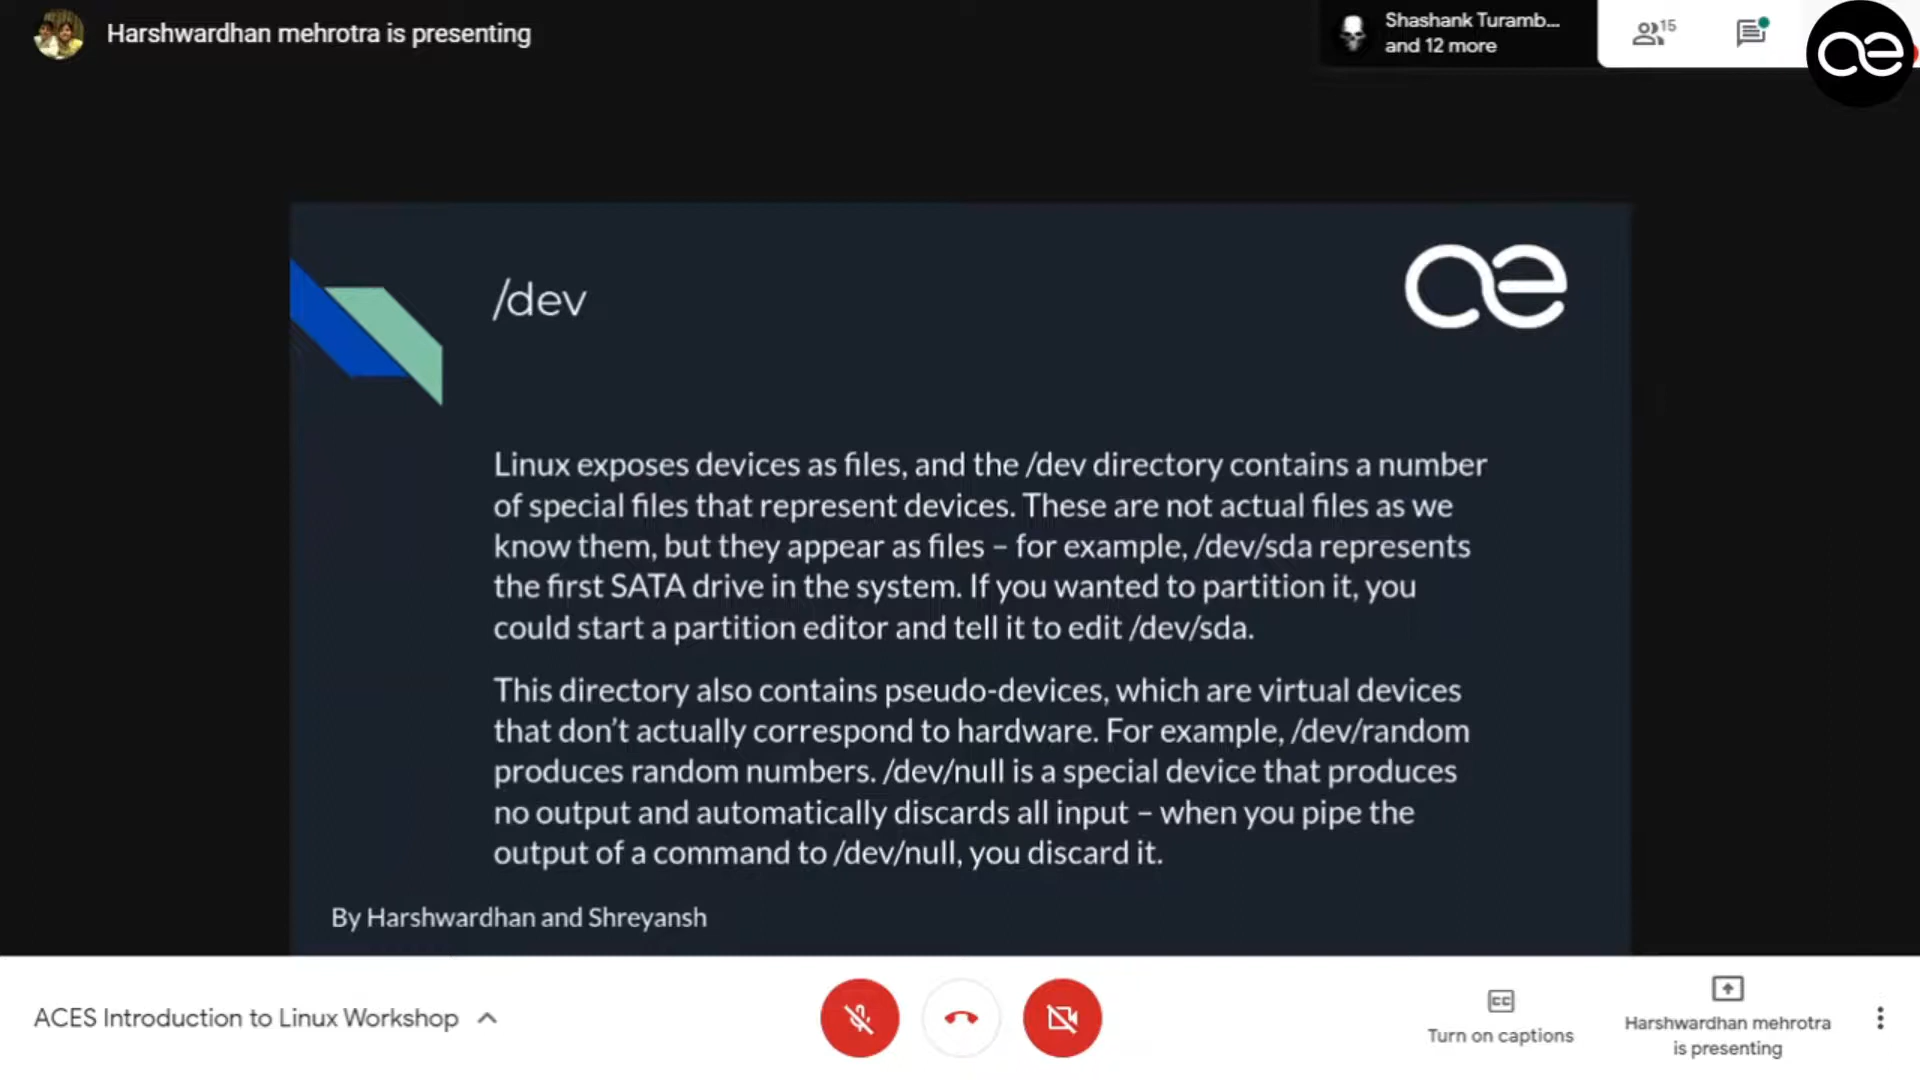 Harshwardhan mehrotra is presenting
Shashank Turamb...
and 12 more
15
/dev
Linux exposes devices as files, and the /dev directory contains a number
of special files that represent devices. These are not actual files as we
know them, but they appear as files – for example, /dev/sda represents
the first SATA drive in the system. If you wanted to partition it, you
could start a partition editor and tell it to edit /dev/sda.
This directory also contains pseudo-devices, which are virtual devices
that don’t actually correspond to hardware. For example, /dev/random
produces random numbers. /dev/null is a special device that produces
no output and automatically discards all input – when you pipe the
output of a command to /dev/null, you discard it.
By Harshwardhan and Shreyansh
ACES Introduction to Linux Workshop
CC
Turn on captions
Harshwardhan mehrotra
is presenting